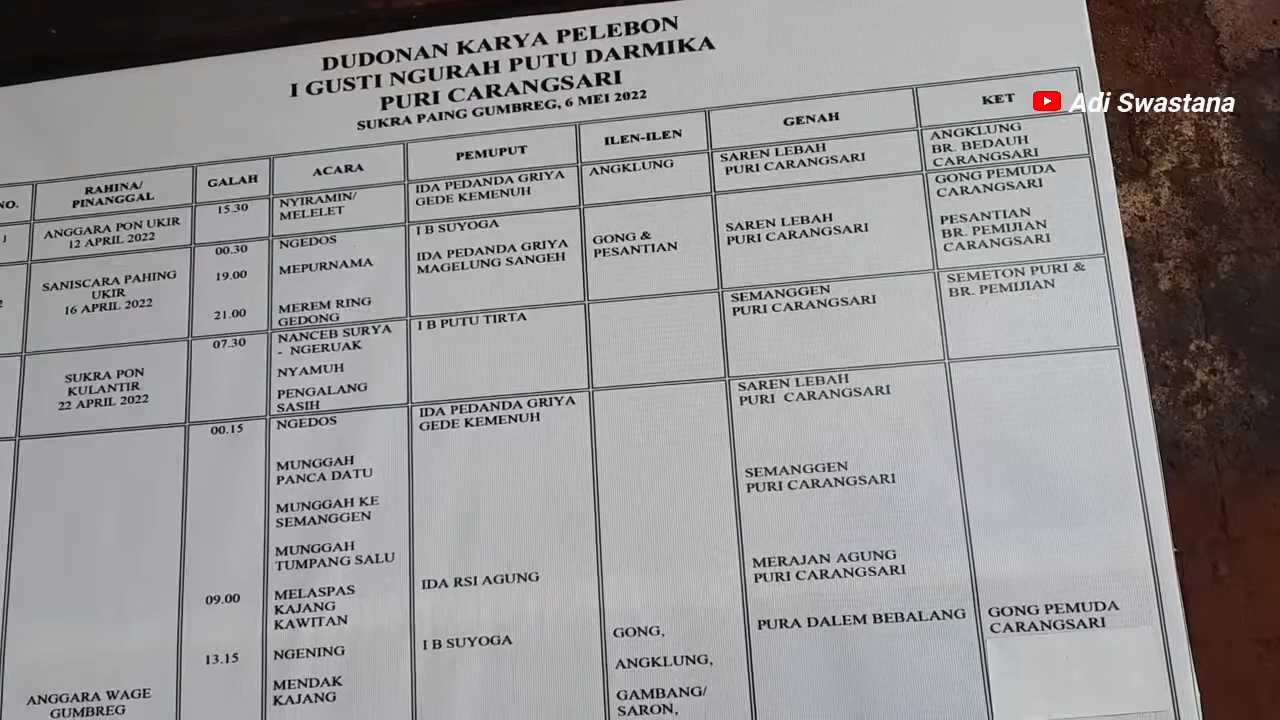 DUDONAN KARYA PELEBON
I GUSTI NGURAH PUTU DARMIKA
PURI CARANGSARI
SUKRA PAING GUMBREG, 6 MEI 2022
Adi Swastana
NO.
RAHINA/
PINANGGAL
GALAH
ACARA
PEMUPUT
ILEN-ILEN
GENAH
KET
1
ANGGARA PON UKIR
12 APRIL 2022
15.30
NYIRAMIN/
MELELET
IDA PEDANDA GRIYA
GEDE KEMENUH
ANGKLUNG
SAREN LEBAH
PURI CARANGSARI
ANGKLUNG
BR. BEDAUH
CARANGSARI
SANISCARA PAHING
UKIR
16 APRIL 2022
00.30
19.00
21.00
NGEDOS
MEPURNAMA
MEREM RING
GEDONG
I B SUYOGA
IDA PEDANDA GRIYA
MAGELUNG SANGEH
GONG &
PESANTIAN
SAREN LEBAH
PURI CARANGSARI
GONG PEMUDA
CARANGSARI
PESANTIAN
BR. PEMIJIAN
CARANGSARI
SUKRA PON
KULANTIR
22 APRIL 2022
07.30
NANCEB SURYA
- NGERUAK
NYAMUH
PENGALANG
SASIH
I B PUTU TIRTA
SEMANGGEN
PURI CARANGSARI
SEMETON PURI &
BR. PEMIJIAN
ANGGARA WAGE
GUMBREG
00.15
09.00
13.15
NGEDOS
MUNGGAH
PANCA DATU
MUNGGAH KE
SEMANGGEN
MUNGGAH
TUMPANG SALU
MELASPAS
KAJANG
KAWITAN
NGENING
MENDAK
KAJANG
IDA PEDANDA GRIYA
GEDE KEMENUH
IDA RSI AGUNG
I B SUYOGA
GONG,
ANGKLUNG,
GAMBANG/
SARON,
SAREN LEBAH
PURI CARANGSARI
SEMANGGEN
PURI CARANGSARI
MERAJAN AGUNG
PURI CARANGSARI
PURA DALEM BEBALANG
GONG PEMUDA
CARANGSARI